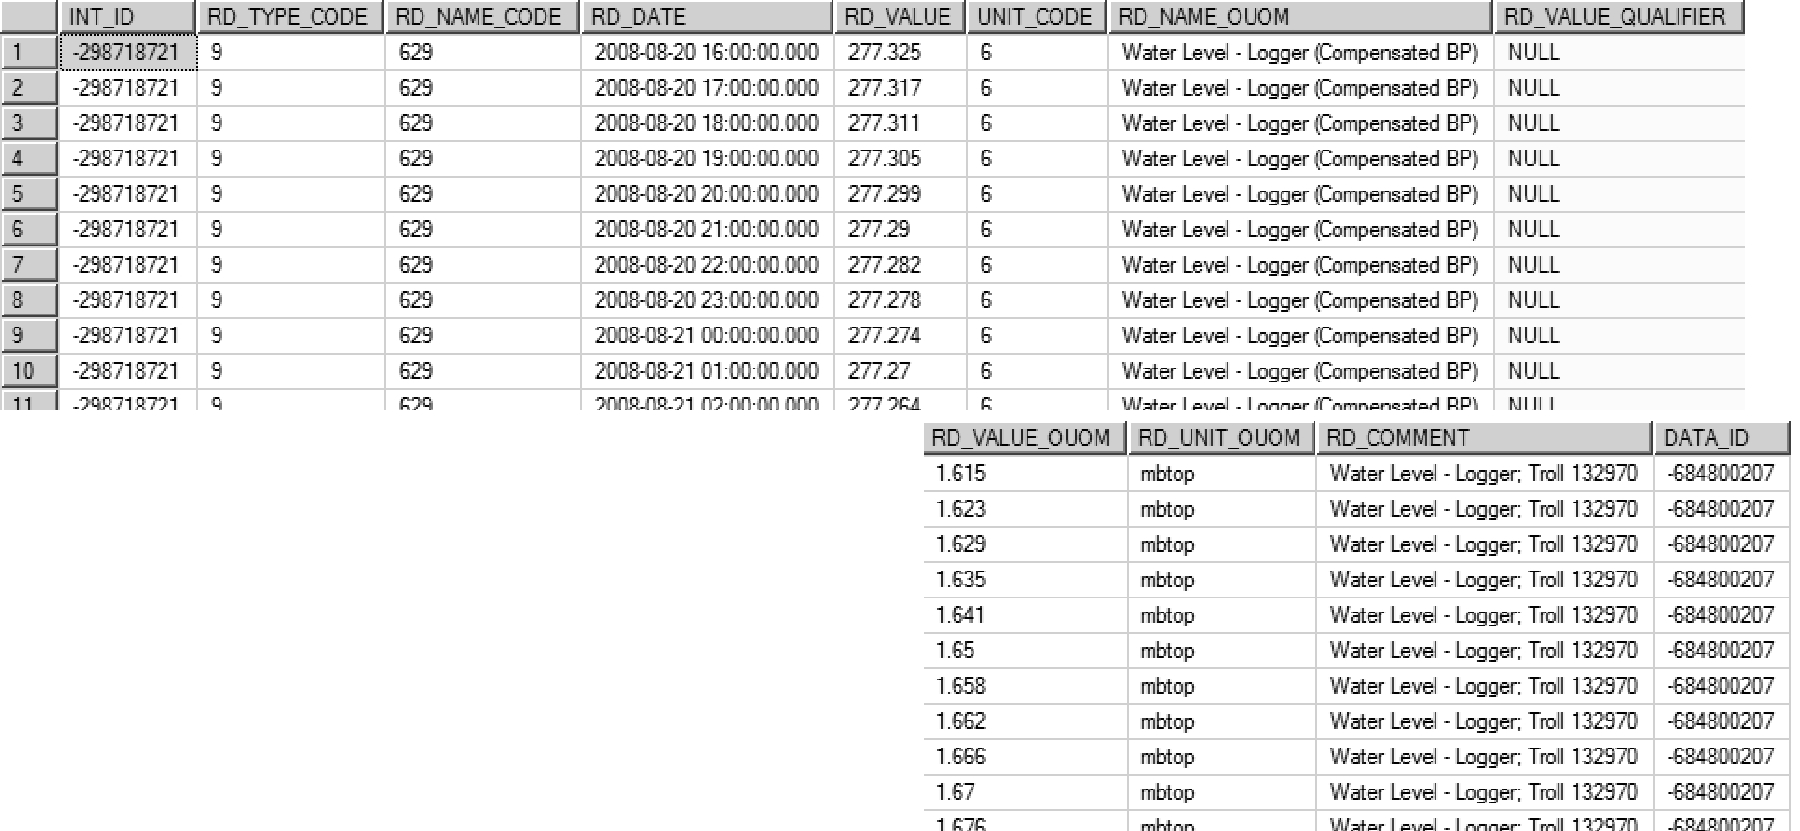 INT_ID RD_TYPE_CODE RD_NAME_CODE RD_DATE RD_VALUE UNIT_CODE RD_NAME_OUOM RD_VALUE_QUALIFIER
1 -298718721 9 629 2008-08-20 16:00:00.000 277.325 6 Water Level - Logger (Compensated BP) NULL
2 -298718721 9 629 2008-08-20 17:00:00.000 277.317 6 Water Level - Logger (Compensated BP) NULL
3 -298718721 9 629 2008-08-20 18:00:00.000 277.311 6 Water Level - Logger (Compensated BP) NULL
4 -298718721 9 629 2008-08-20 19:00:00.000 277.305 6 Water Level - Logger (Compensated BP) NULL
5 -298718721 9 629 2008-08-20 20:00:00.000 277.299 6 Water Level - Logger (Compensated BP) NULL
6 -298718721 9 629 2008-08-20 21:00:00.000 277.29 6 Water Level - Logger (Compensated BP) NULL
7 -298718721 9 629 2008-08-20 22:00:00.000 277.282 6 Water Level - Logger (Compensated BP) NULL
8 -298718721 9 629 2008-08-20 23:00:00.000 277.278 6 Water Level - Logger (Compensated BP) NULL
9 -298718721 9 629 2008-08-21 00:00:00.000 277.274 6 Water Level - Logger (Compensated BP) NULL
10 -298718721 9 629 2008-08-21 01:00:00.000 277.27 6 Water Level - Logger (Compensated BP) NULL
11 -298718721 9 629 2008-08-21 02:00:00.000 277.264 6 Water Level - Logger (Compensated BP) NULL
RD_VALUE_OUOM RD_UNIT_OUOM RD_COMMENT DATA_ID
1.615 mbtop Water Level - Logger; Troll 132970 -684800207
1.623 mbtop Water Level - Logger; Troll 132970 -684800207
1.629 mbtop Water Level - Logger; Troll 132970 -684800207
1.635 mbtop Water Level - Logger; Troll 132970 -684800207
1.641 mbtop Water Level - Logger; Troll 132970 -684800207
1.65 mbtop Water Level - Logger; Troll 132970 -684800207
1.658 mbtop Water Level - Logger; Troll 132970 -684800207
1.662 mbtop Water Level - Logger; Troll 132970 -684800207
1.666 mbtop Water Level - Logger; Troll 132970 -684800207
1.67 mbtop Water Level - Logger; Troll 132970 -684800207
1.676 mbtop Water Level - Logger; Troll 132970 -684800207